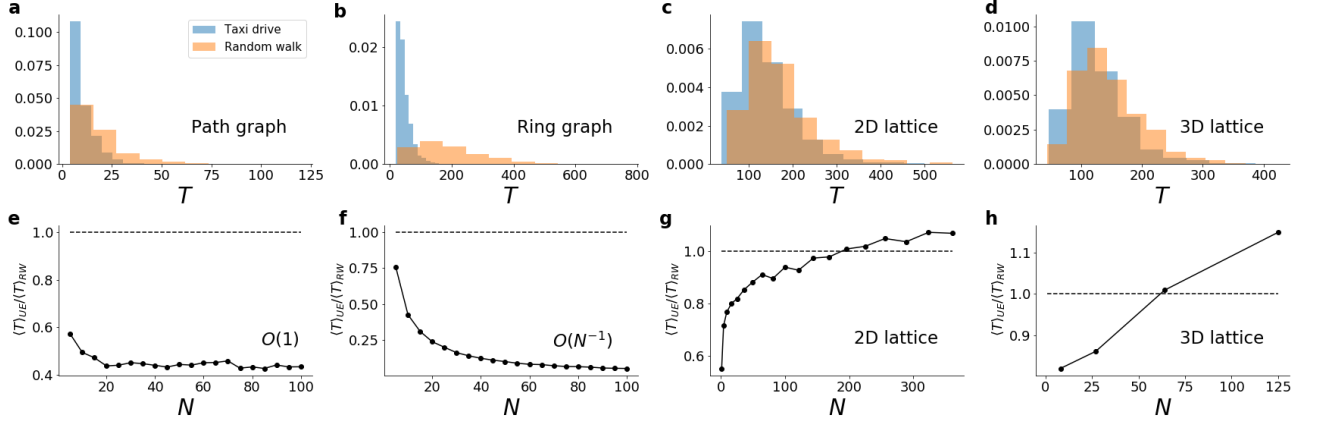 a
Taxi drive
Random walk
0.100
0.075
0.050
0.025
0.000
Path graph
0
25
50
75
100
125
T
b
0.02
0.01
0.00
Ring graph
0
200
400
600
800
T
c
0.006
0.004
0.002
0.000
2D lattice
100
200
300
400
500
T
d
0.0100
0.0075
0.0050
0.0025
0.0000
3D lattice
100
200
300
400
T
e
1.0
0.8
0.6
0.4
⟨T⟩UE/⟨T⟩RW
O(1)
20
40
60
80
100
N
f
1.00
0.75
0.50
0.25
⟨T⟩UE/⟨T⟩RW
O(N⁻¹)
20
40
60
80
100
N
g
1.0
0.8
0.6
⟨T⟩UE/⟨T⟩RW
2D lattice
0
100
200
300
N
h
1.1
1.0
0.9
⟨T⟩UE/⟨T⟩RW
3D lattice
0
25
50
75
100
125
N